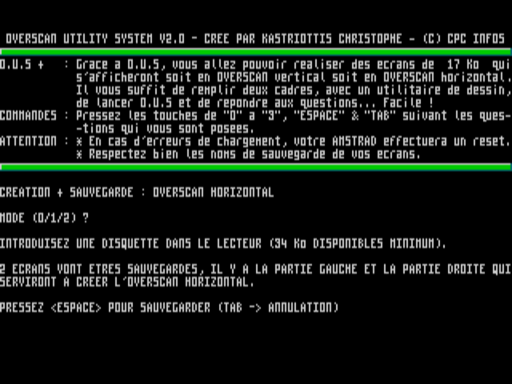 OVERSCAN UTILITY SYSTEM V2.0 - CREE PAR KASTRIOTTIS CHRISTOPHE - (C) CPC INFOS
O.U.S + : Grace a O.U.S, vous allez pouvoir realiser des ecrans de 17 Ko qui
s'afficheront soit en OVERSCAN vertical soit en OVERSCAN horizontal.
Il vous suffit de remplir deux cadres, avec un utilitaire de dessin,
de lancer O.U.S et de repondre aux questions... Facile !
COMMANDES : Pressez les touches de "0" a "3", "ESPACE" & "TAB" suivant les ques-
-tions qui vous sont posees.
ATTENTION : * En cas d'erreurs de chargement, votre AMSTRAD effectuera un reset.
* Respectez bien les noms de sauvegarde de vos ecrans.
CREATION + SAUVEGARDE : OVERSCAN HORIZONTAL
MODE (0/1/2) ?
INTRODUISEZ UNE DISQUETTE DANS LE LECTEUR (34 Ko DISPONIBLES MINIMUM).
2 ECRANS VONT ETRES SAUVEGARDES, IL Y A LA PARTIE GAUCHE ET LA PARTIE DROITE QUI
SERVIRONT A CREER L'OVERSCAN HORIZONTAL.
PRESSEZ <ESPACE> POUR SAUVEGARDER (TAB -> ANNULATION)